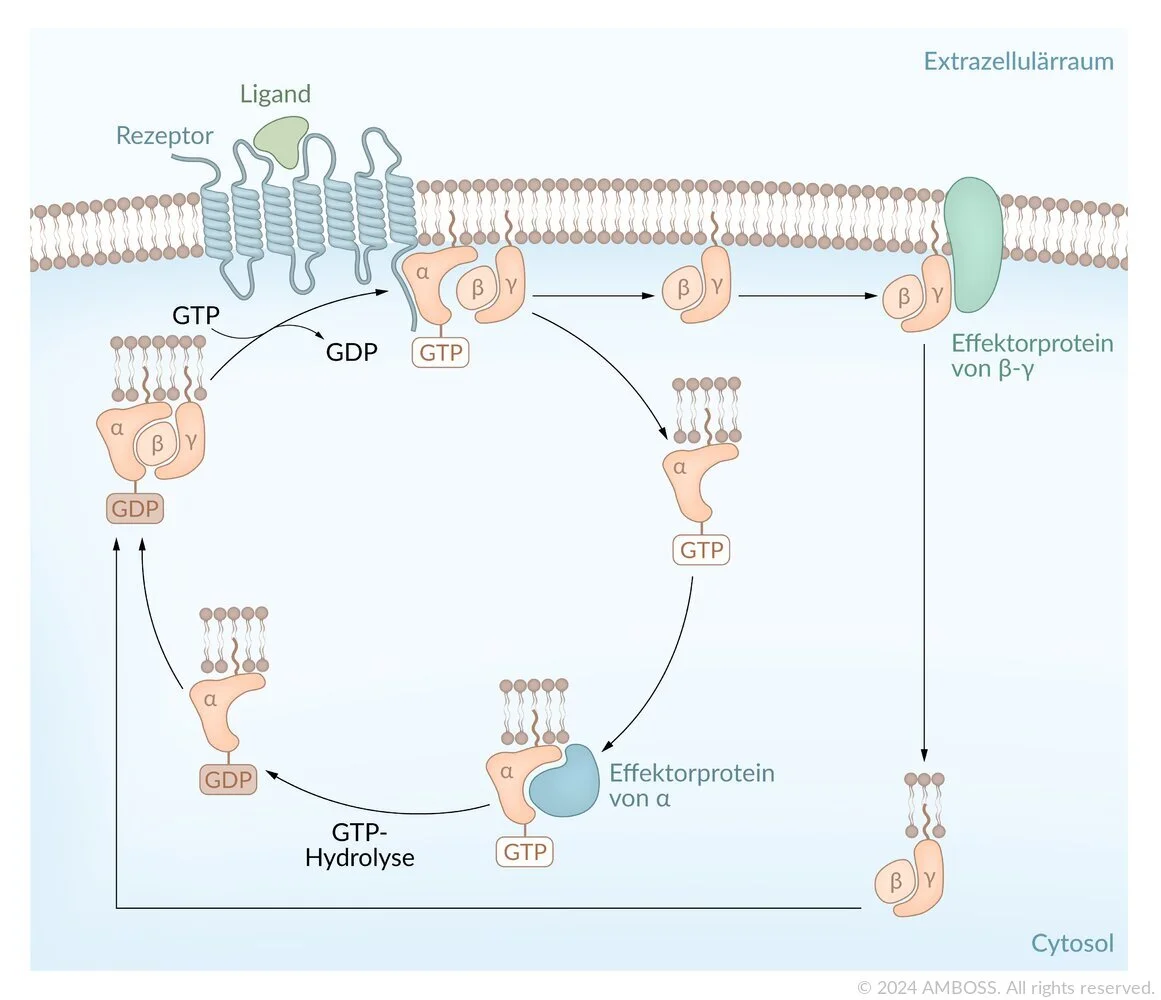 Extrazellulärraum
Ligand
Rezeptor
α
β
γ
β
γ
β
γ
GTP
GDP
GTP
Effektorprotein
von β-γ
α
β
γ
GDP
α
GTP
α
GDP
α
Effektorprotein
von α
GTP-
Hydrolyse
GTP
β
γ
Cytosol
© 2024 AMBOSS. All rights reserved.